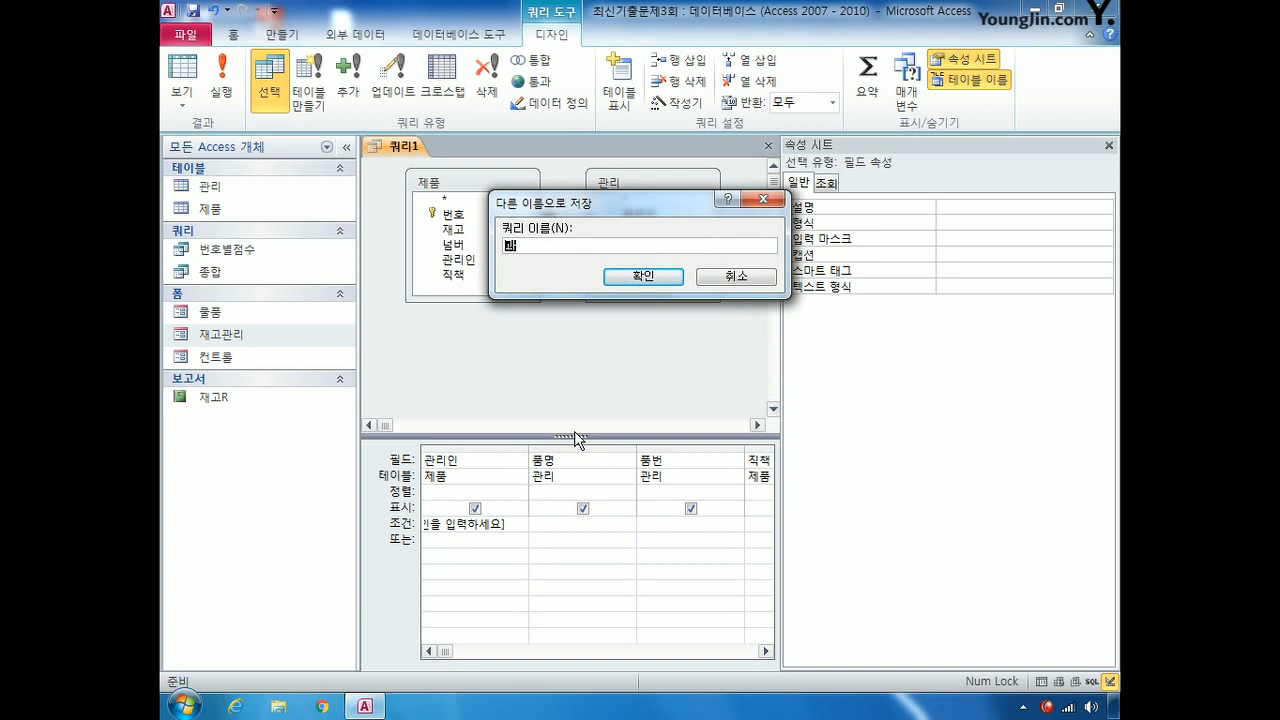 쿼리 도구
최신기출문제3회 : 데이터베이스 (Access 2007 - 2010) - Microsoft Access
YoungJin.com Y.
파일
홈
만들기
외부 데이터
데이터베이스 도구
디자인
보기
실행
선택
테이블 만들기
추가
업데이트
크로스탭
삭제
통합
통과
데이터 정의
테이블 표시
행 삽입
행 삭제
작성기
열 삽입
열 삭제
반환: 모두
요약
매개 변수
속성 시트
테이블 이름
결과
쿼리 유형
쿼리 설정
표시/숨기기
모든 Access 개체
테이블
관리
제품
쿼리
번호별점수
종합
폼
물품
재고관리
컨트롤
보고서
재고R
쿼리1
제품
*
번호
재고
넘버
관리인
직책
관리
다른 이름으로 저장
쿼리 이름(N):
확인
취소
필드: 관리인 품명 품번 직책
테이블: 제품 관리 관리 제품
정렬:
표시:
조건: 인을 입력하세요]
또는:
속성 시트
선택 유형: 필드 속성
일반 조회
설명
형식
입력 마스크
캡션
스마트 태그
텍스트 형식
준비
Num Lock
SQL